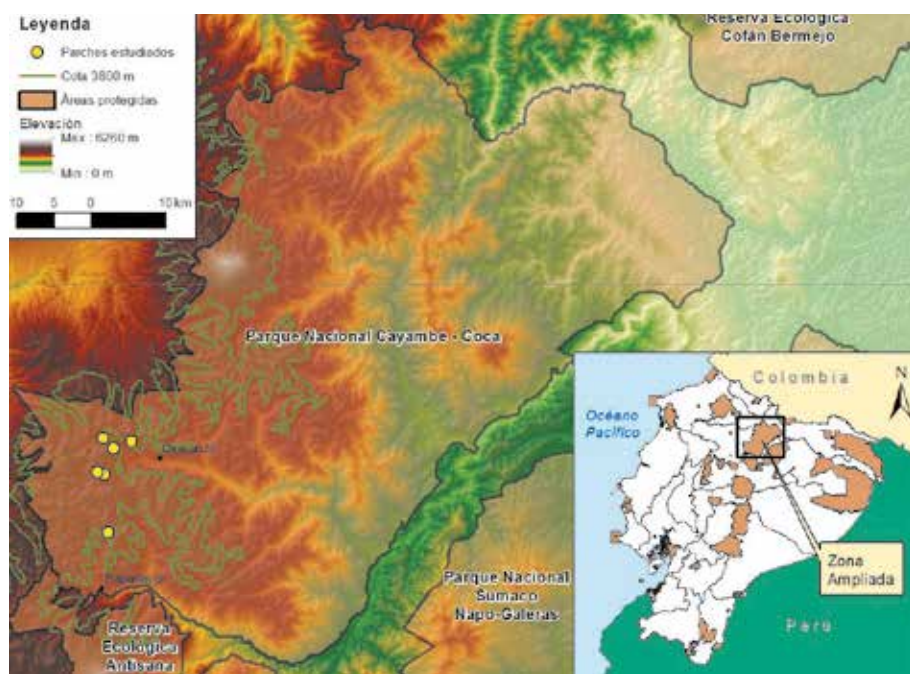 Leyenda
Parches estudiados
Cota 3800 m
Áreas protegidas
Elevación
Máx : 6260 m
Min : 0 m
10 5 0 10 km
Reserva Ecológica
Cofán Bermejo
Parque Nacional Cayambe - Coca
Parque Nacional
Sumaco
Napo-Galeras
Reserva
Ecológica
Antisana
Colombia
N
Océano
Pacífico
Zona
Ampliada
Perú